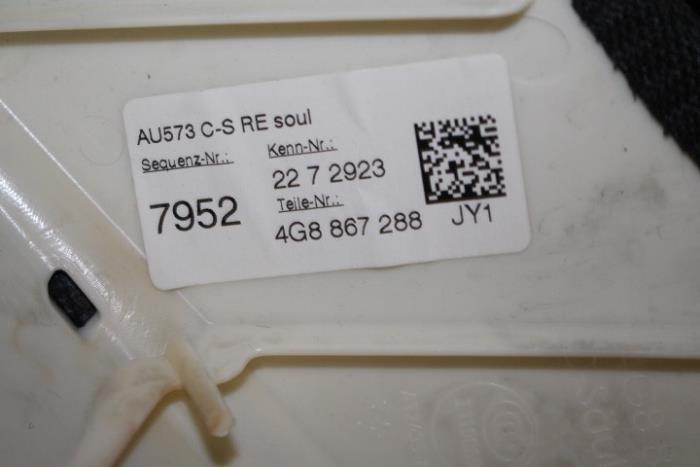 AU573 C-S RE soul
Sequenz-Nr.: Kenn-Nr.:
7952 22 7 2923
Teile-Nr.:
4G8 867 288 JY1